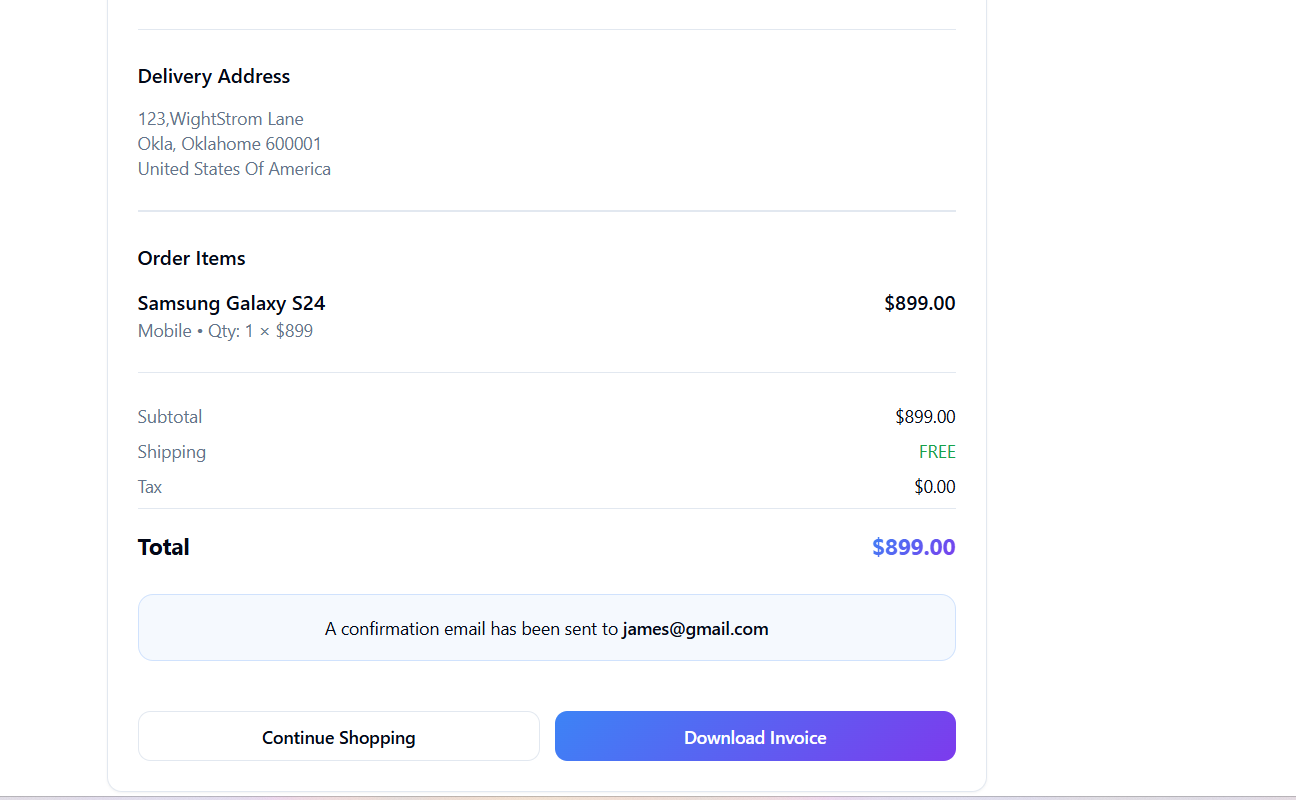 Delivery Address
123,WightStrom Lane
Okla, Oklahome 600001
United States Of America
Order Items
Samsung Galaxy S24 $899.00
Mobile • Qty: 1 × $899
Subtotal $899.00
Shipping FREE
Tax $0.00
Total $899.00
A confirmation email has been sent to james@gmail.com
Continue Shopping Download Invoice